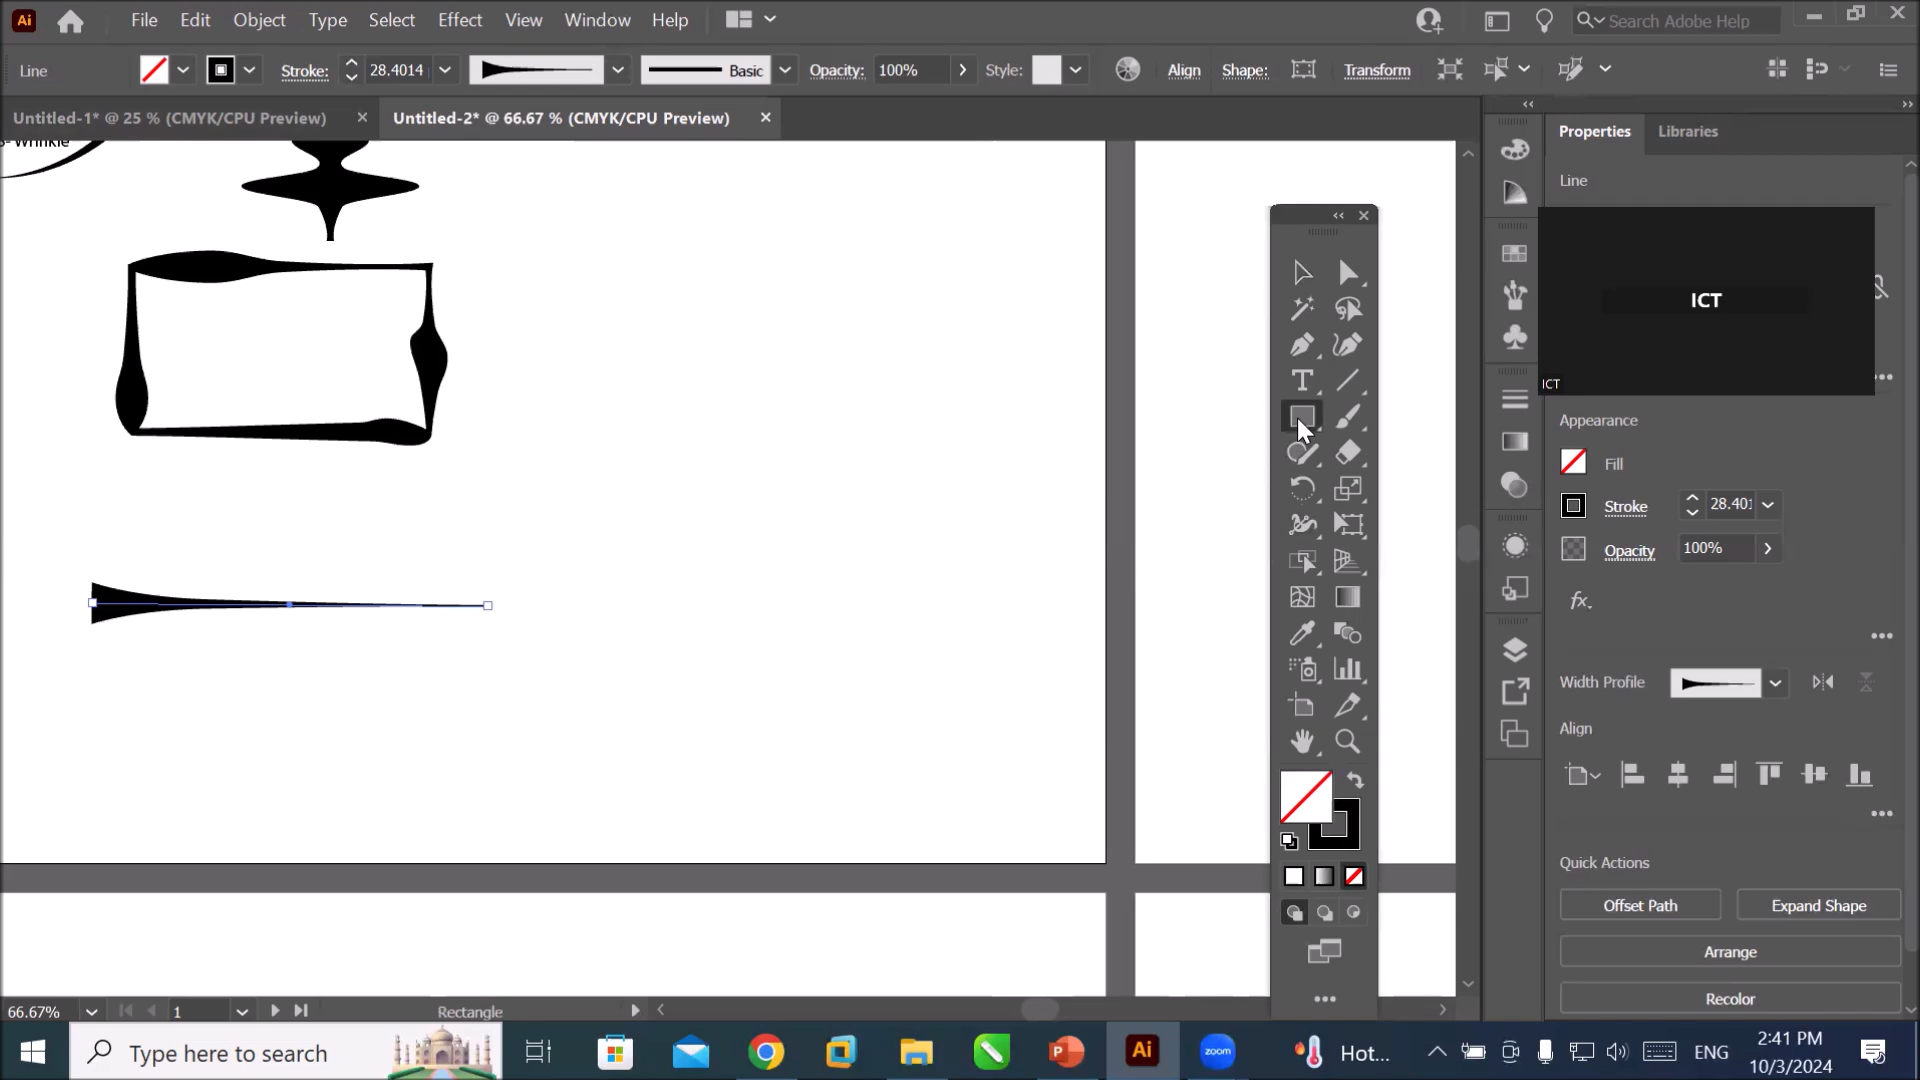 Ai File Edit Object Type Select Effect View Window Help Search Adobe Help
Line Stroke: 28.4014 Basic Opacity: 100% Style: Align Shape: Transform
Untitled-1* @ 25 % (CMYK/CPU Preview) Untitled-2* @ 66.67 % (CMYK/CPU Preview)
Properties Libraries
Wrinkle
Line
ICT
ICT
Appearance
Fill
Stroke 28.401
Opacity 100%
fx
Width Profile
Align
Quick Actions
Offset Path Expand Shape
Arrange
Recolor
66.67% 1 Rectangle
Type here to search Ai zoom Hot... ENG 2:41 PM
10/3/2024